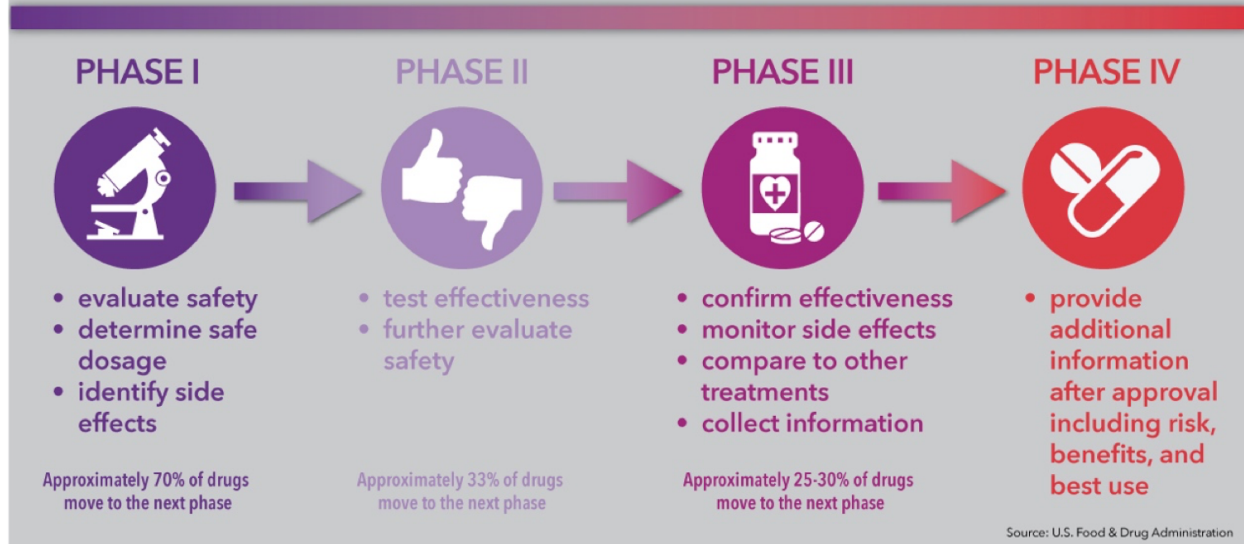 PHASE I
• evaluate safety
• determine safe
dosage
• identify side
effects
Approximately 70% of drugs
move to the next phase
PHASE II
• test effectiveness
• further evaluate
safety
Approximately 33% of drugs
move to the next phase
PHASE III
• confirm effectiveness
• monitor side effects
• compare to other
treatments
• collect information
Approximately 25-30% of drugs
move to the next phase
PHASE IV
• provide
additional
information
after approval
including risk,
benefits, and
best use
Source: U.S. Food & Drug Administration